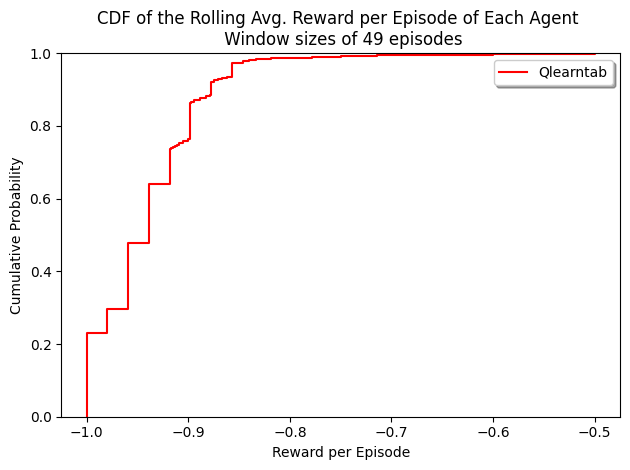 CDF of the Rolling Avg. Reward per Episode of Each Agent
Window sizes of 49 episodes
Qlearntab
Cumulative Probability
1.0
0.8
0.6
0.4
0.2
0.0
−1.0 −0.9 −0.8 −0.7 −0.6 −0.5
Reward per Episode